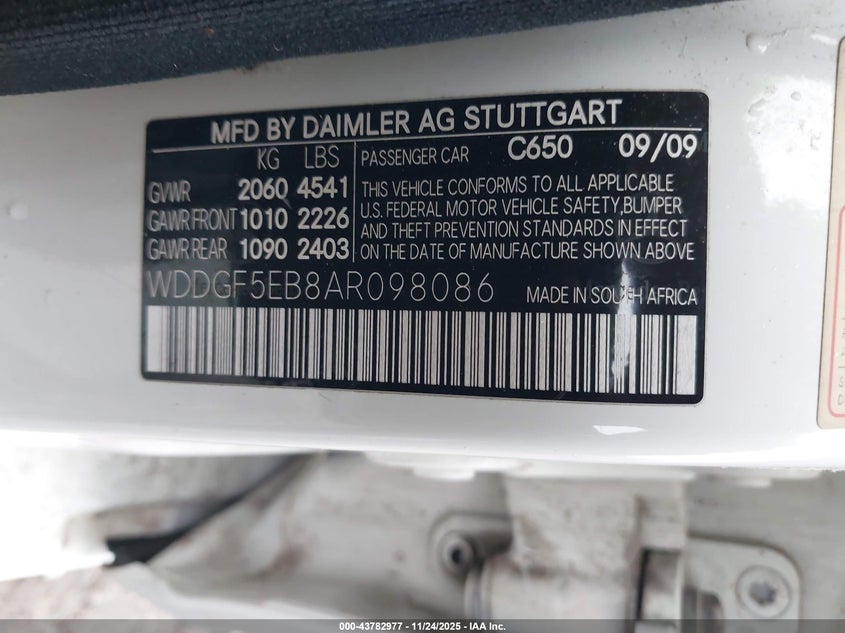 MFD BY DAIMLER AG STUTTGART
KG LBS
GVWR 2060 4541
GAWR FRONT 1010 2226
GAWR REAR 1090 2403
PASSENGER CAR C650 09/09
THIS VEHICLE CONFORMS TO ALL APPLICABLE
U.S. FEDERAL MOTOR VEHICLE SAFETY,BUMPER
AND THEFT PREVENTION STANDARDS IN EFFECT
ON THE DATE OF MANUFACTURE SHOWN ABOVE
WDDGF5EB8AR098086 MADE IN SOUTH AFRICA
000-43782977 - 11/24/2025 - IAA Inc.